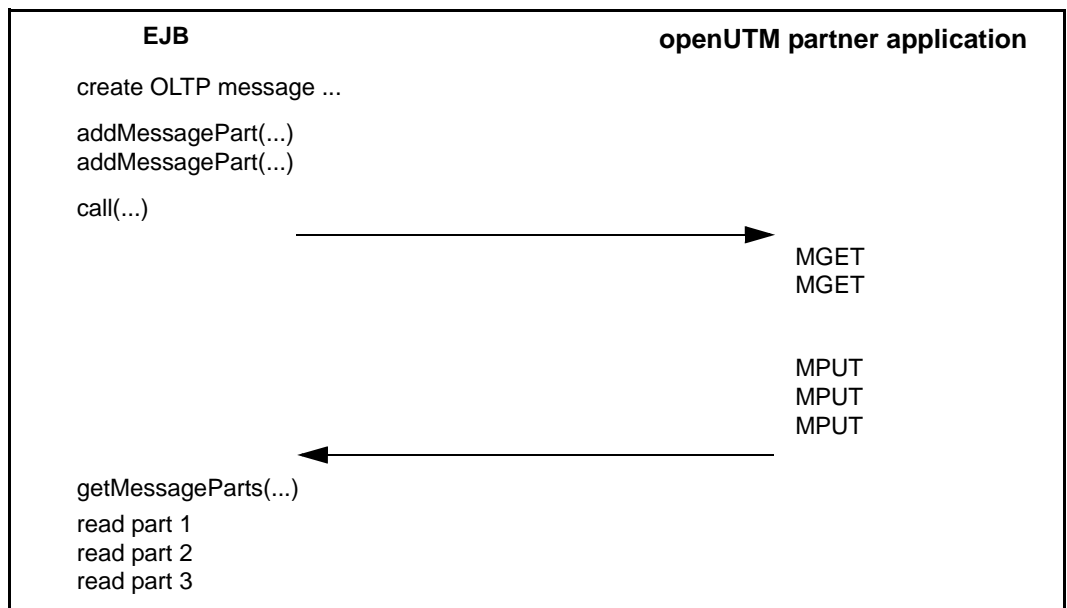 EJB
openUTM partner application
create OLTP message ...
addMessagePart(...)
addMessagePart(...)
call(...)
MGET
MGET
MPUT
MPUT
MPUT
getMessageParts(...)
read part 1
read part 2
read part 3